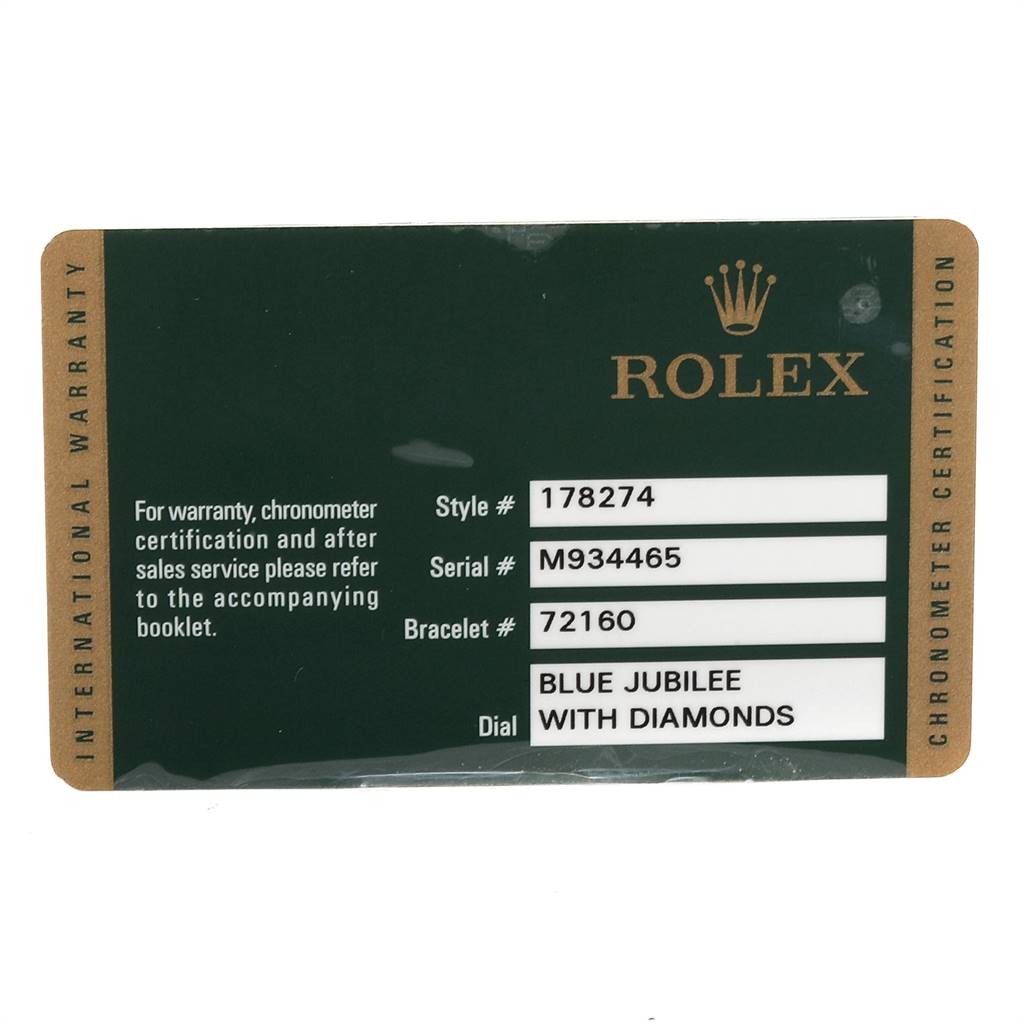 INTERNATIONAL WARRANTY
ROLEX
For warranty, chronometer
certification and after
sales service please refer
to the accompanying
booklet.
Style # 178274
Serial # M934465
Bracelet # 72160
BLUE JUBILEE
Dial WITH DIAMONDS
CHRONOMETER CERTIFICATION